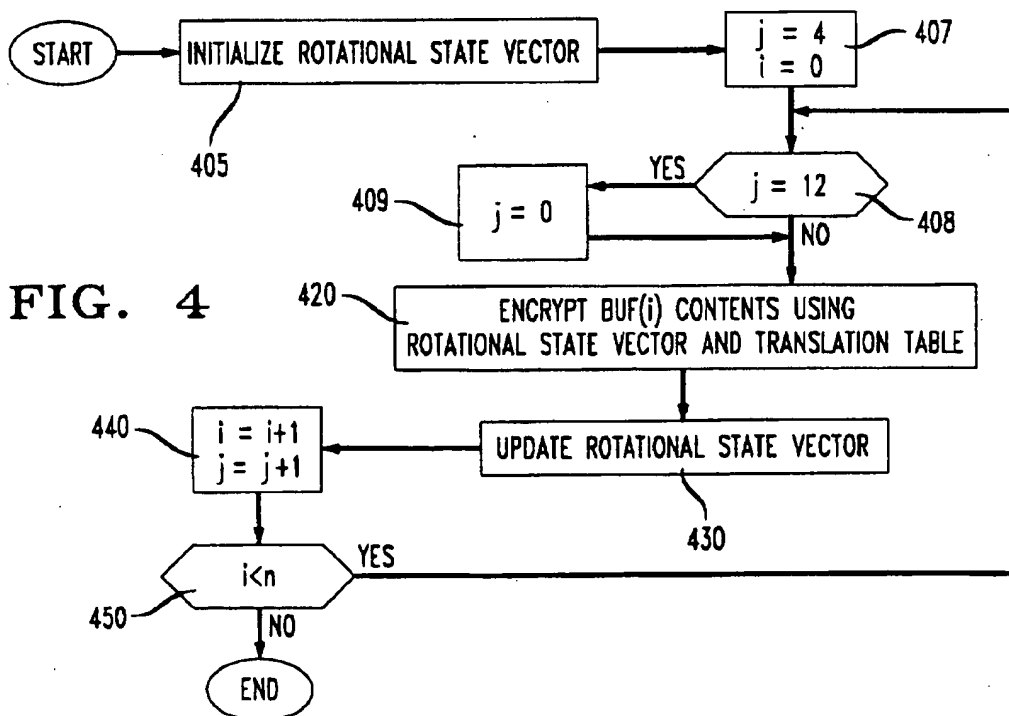 START
INITIALIZE ROTATIONAL STATE VECTOR
405
j = 4
i = 0
407
j = 12
408
YES
NO
409
j = 0
FIG. 4
420
ENCRYPT BUF(i) CONTENTS USING
ROTATIONAL STATE VECTOR AND TRANSLATION TABLE
UPDATE ROTATIONAL STATE VECTOR
430
440
i = i+1
j = j+1
i<n
YES
450
NO
END